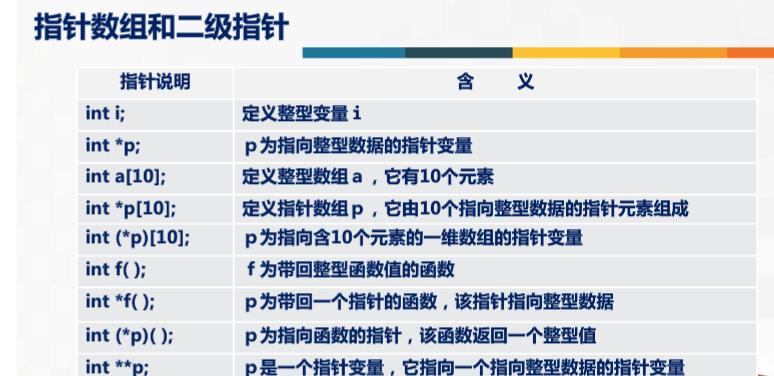 指针数组和二级指针
指针说明 含 义
int i; 定义整型变量i
int *p; p为指向整型数据的指针变量
int a[10]; 定义整型数组a，它有10个元素
int *p[10]; 定义指针数组p，它由10个指向整型数据的指针元素组成
int (*p)[10]; p为指向含10个元素的一维数组的指针变量
int f( ); f为带回整型函数值的函数
int *f( ); p为带回一个指针的函数，该指针指向整型数据
int (*p)( ); p为指向函数的指针，该函数返回一个整型值
int **p; p是一个指针变量，它指向一个指向整型数据的指针变量